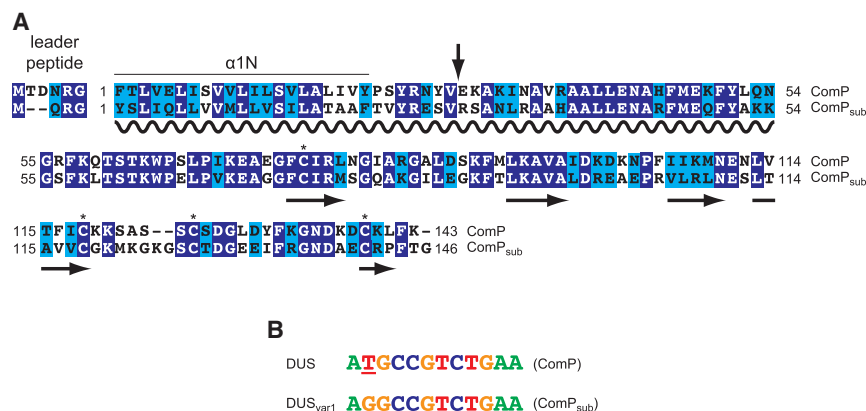 A
leader
peptide
α1N
MTDNRG 1 FTLVELISVVLILSVLALIVYPSYRNYVEKAKINAVRAALLENAHFMEKFYLQN 54 ComP
M--QRG 1 YSLIQLLVVMLLVSILATAAFTVYRESVRSANLRAAHAALLENARFMEQFYAKK 54 ComPsub
*
55 GRFKQTSTKWPSLPIKEAEGFCIRLNGIARGALDSKFMLKAVAIDKDKNPFIIKMNENLV 114 ComP
55 GSFKLTSTKWPELPVKEAGGFCIRMSGQAKGILEGKFTLKAVALDREAEPRVLRLNESLT 114 ComPsub
* * *
115 TFICKKSAS--SCSDGLDYFKGNDKDCKLFK- 143 ComP
115 AVVCGKMKGKGSCTDGEEIFRGNDAECRPFTG 146 ComPsub
B
DUS ATGCCGTCTGAA (ComP)
DUSvar1 AGGCCGTCTGAA (ComPsub)